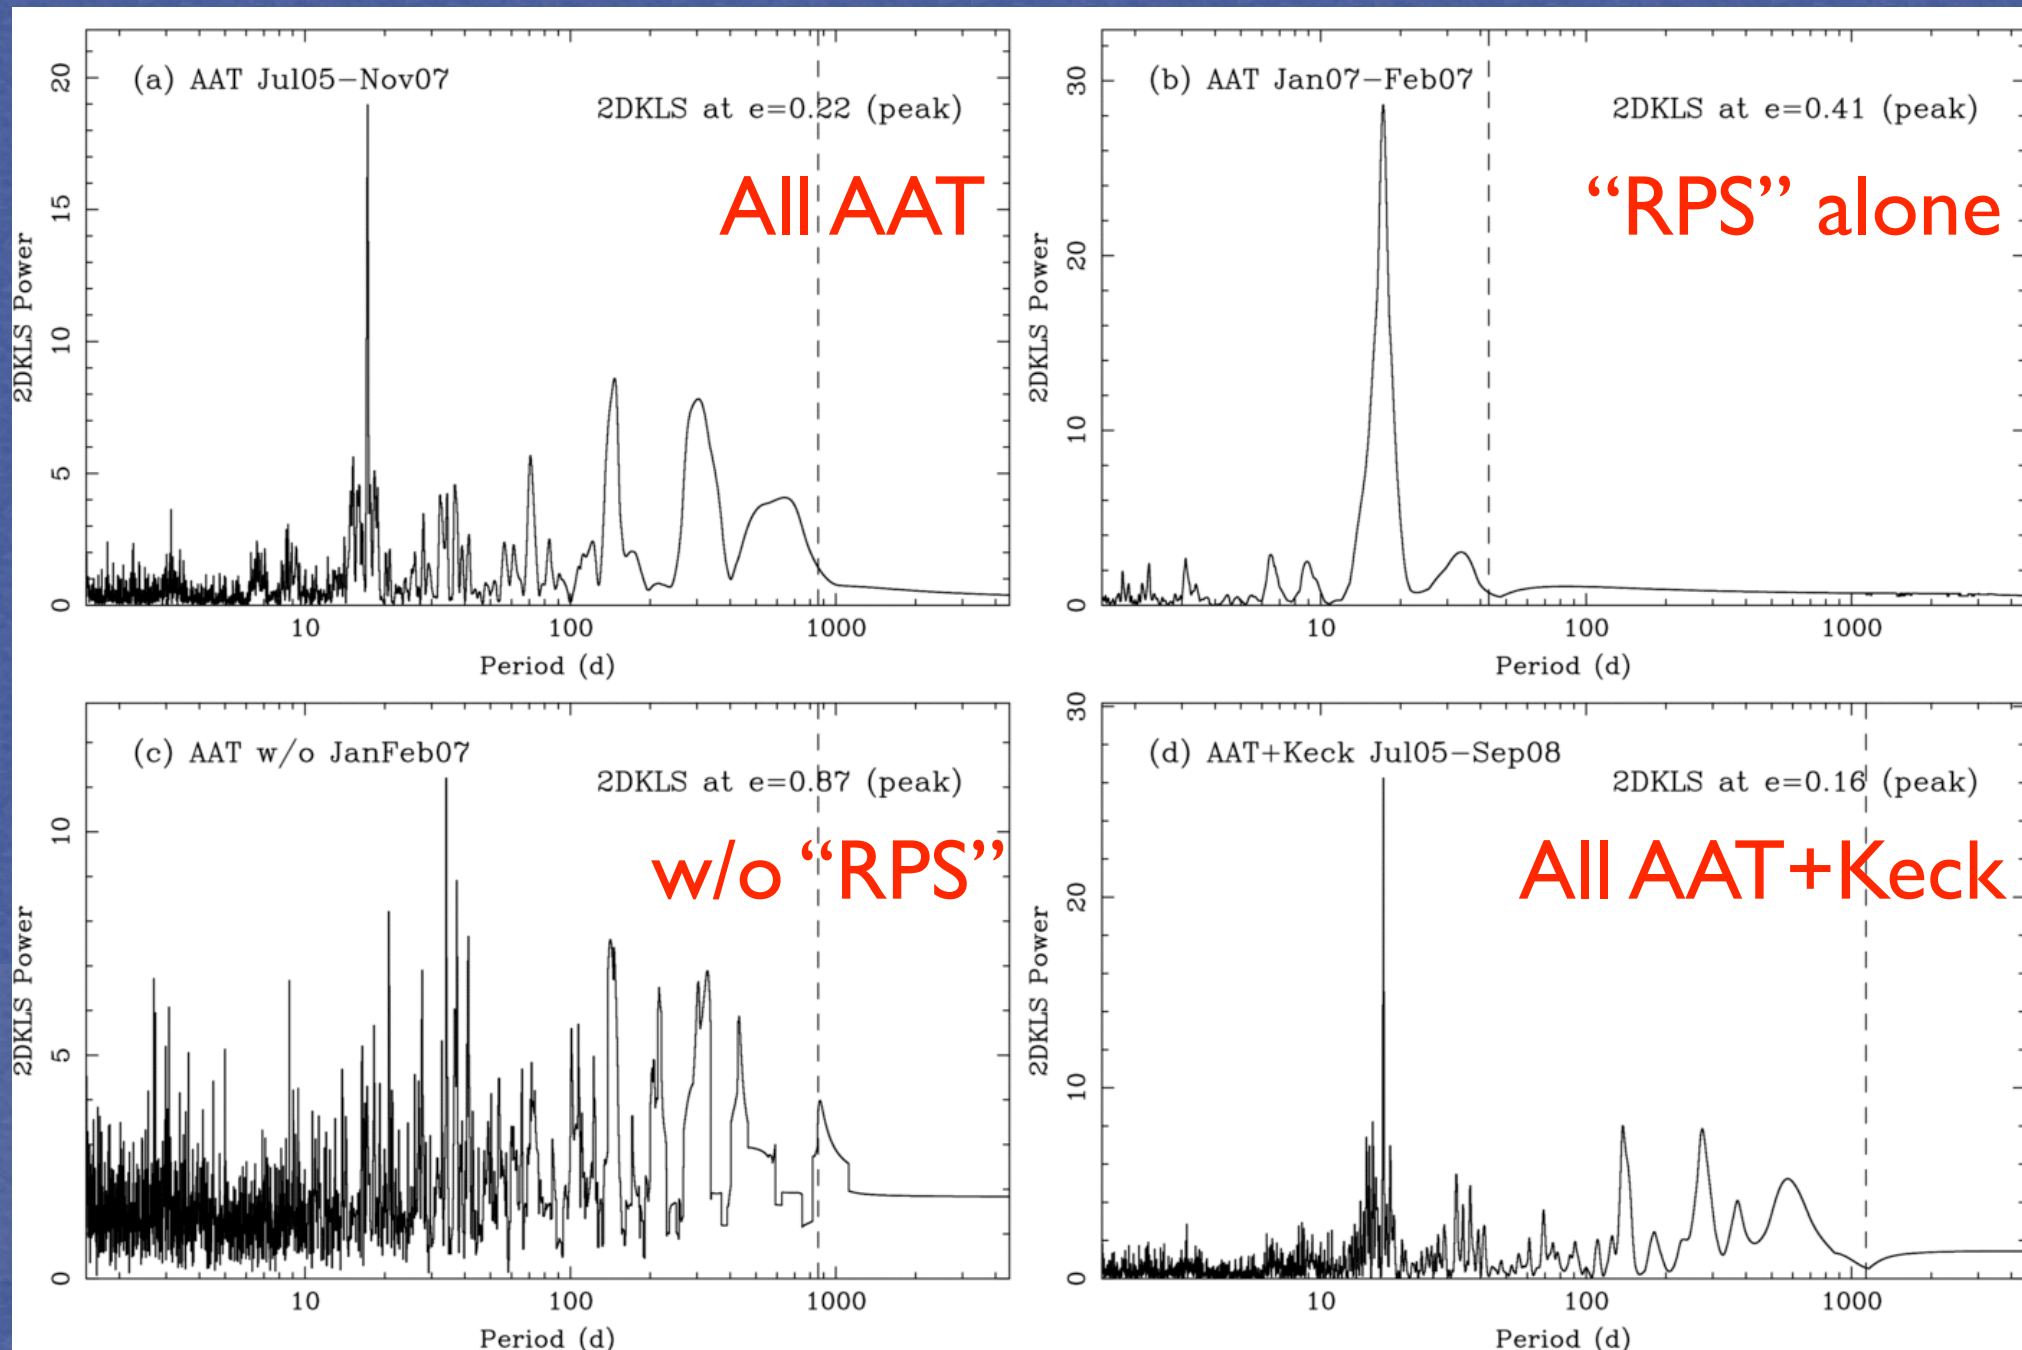 (a) AAT Jul05−Nov07
2DKLS at e=0.22 (peak)
All AAT
20
15
10
5
0
2DKLS Power
10 100 1000
Period (d)
(b) AAT Jan07−Feb07
2DKLS at e=0.41 (peak)
“RPS” alone
30
20
10
0
2DKLS Power
10 100 1000
Period (d)
(c) AAT w/o JanFeb07
2DKLS at e=0.87 (peak)
w/o “RPS”
10
5
0
2DKLS Power
10 100 1000
Period (d)
(d) AAT+Keck Jul05−Sep08
2DKLS at e=0.16 (peak)
All AAT+Keck
30
20
10
0
2DKLS Power
10 100 1000
Period (d)